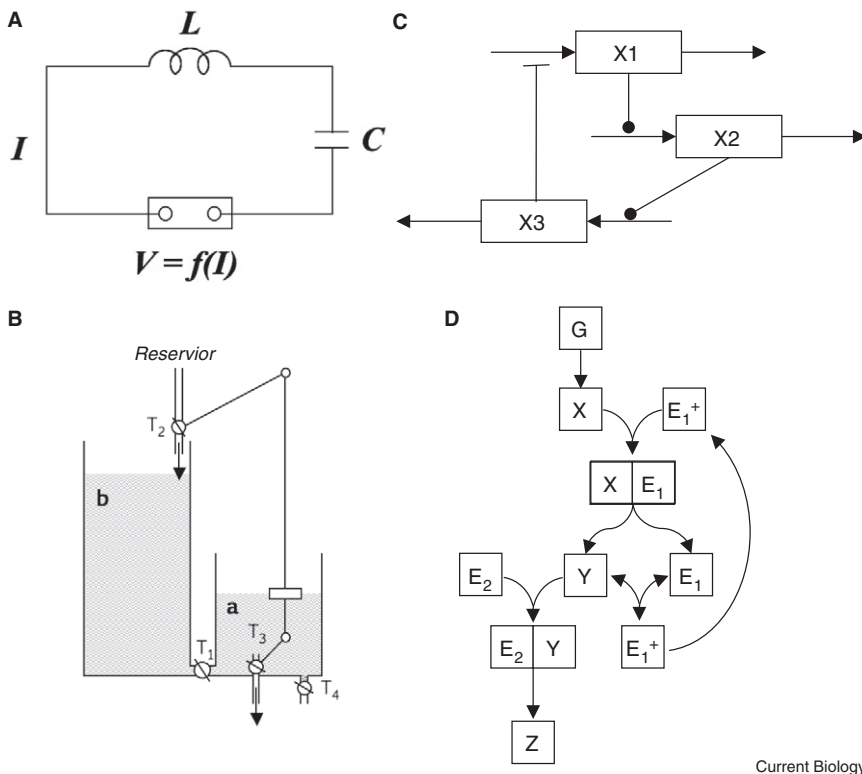 A
L
I
C
V = f(I)
B
Reservior
T₂
b
a
T₃
T₁
T₄
C
X1
X2
X3
D
G
X
E₁⁺
X E₁
E₂
Y
E₁
E₂ Y
E₁⁺
Z
Current Biology